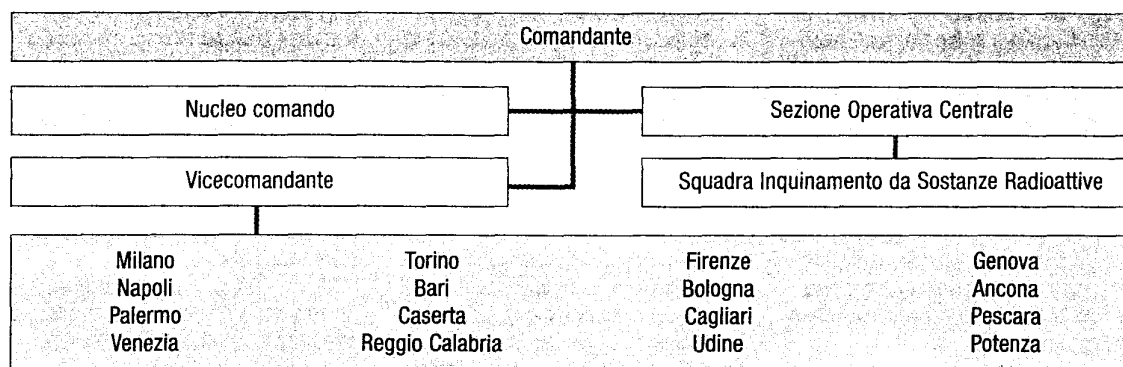 Comandante
Nucleo comando
Sezione Operativa Centrale
Vicecomandante
Squadra Inquinamento da Sostanze Radioattive
Milano Torino Firenze Genova
Napoli Bari Bologna Ancona
Palermo Caserta Cagliari Pescara
Venezia Reggio Calabria Udine Potenza